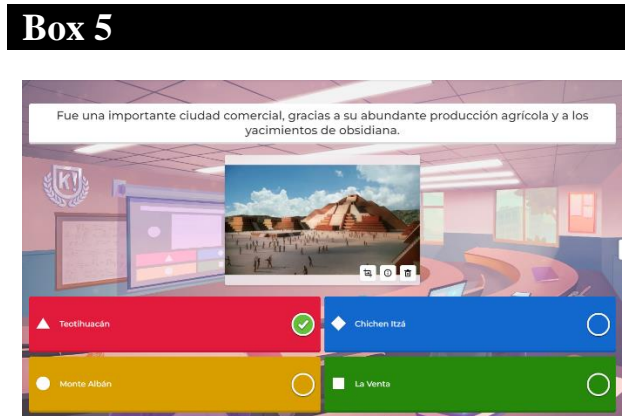 Box 5
Fue una importante ciudad comercial, gracias a su abundante producción agrícola y a los
yacimientos de obsidiana.
K!
Teotihuacán
Chichen Itzá
Monte Albán
La Venta